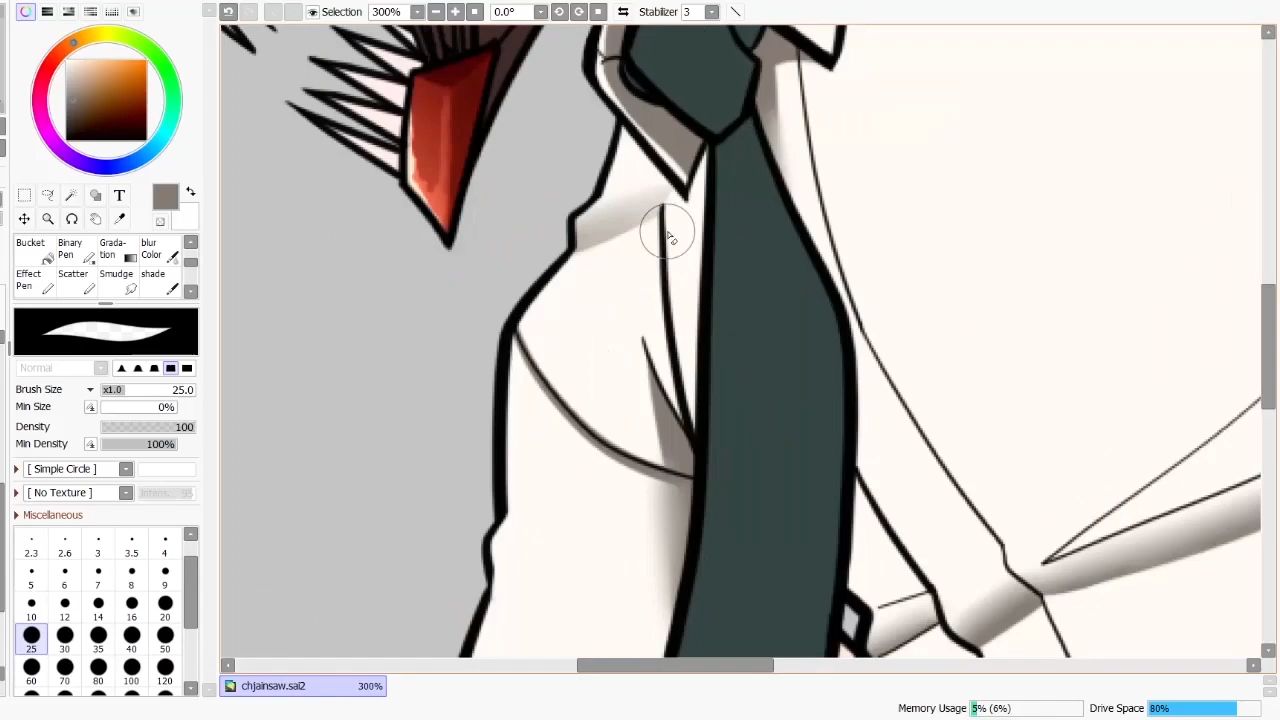 Selection 300% 0.0° Stabilizer 3
T
Bucket Binary Pen Grada-tion blur Color
Effect Pen Scatter Smudge shade
Normal
Brush Size x1.0 25.0
Min Size 0%
Density 100
Min Density 100%
[ Simple Circle ]
[ No Texture ]
Miscellaneous
2.3 2.6 3 3.5 4
5 6 7 8 9
10 12 14 16 20
25 30 35 40 50
60 70 80 100 120
chjainsaw.sai2 300%
Memory Usage 5% (6%) Drive Space 80%